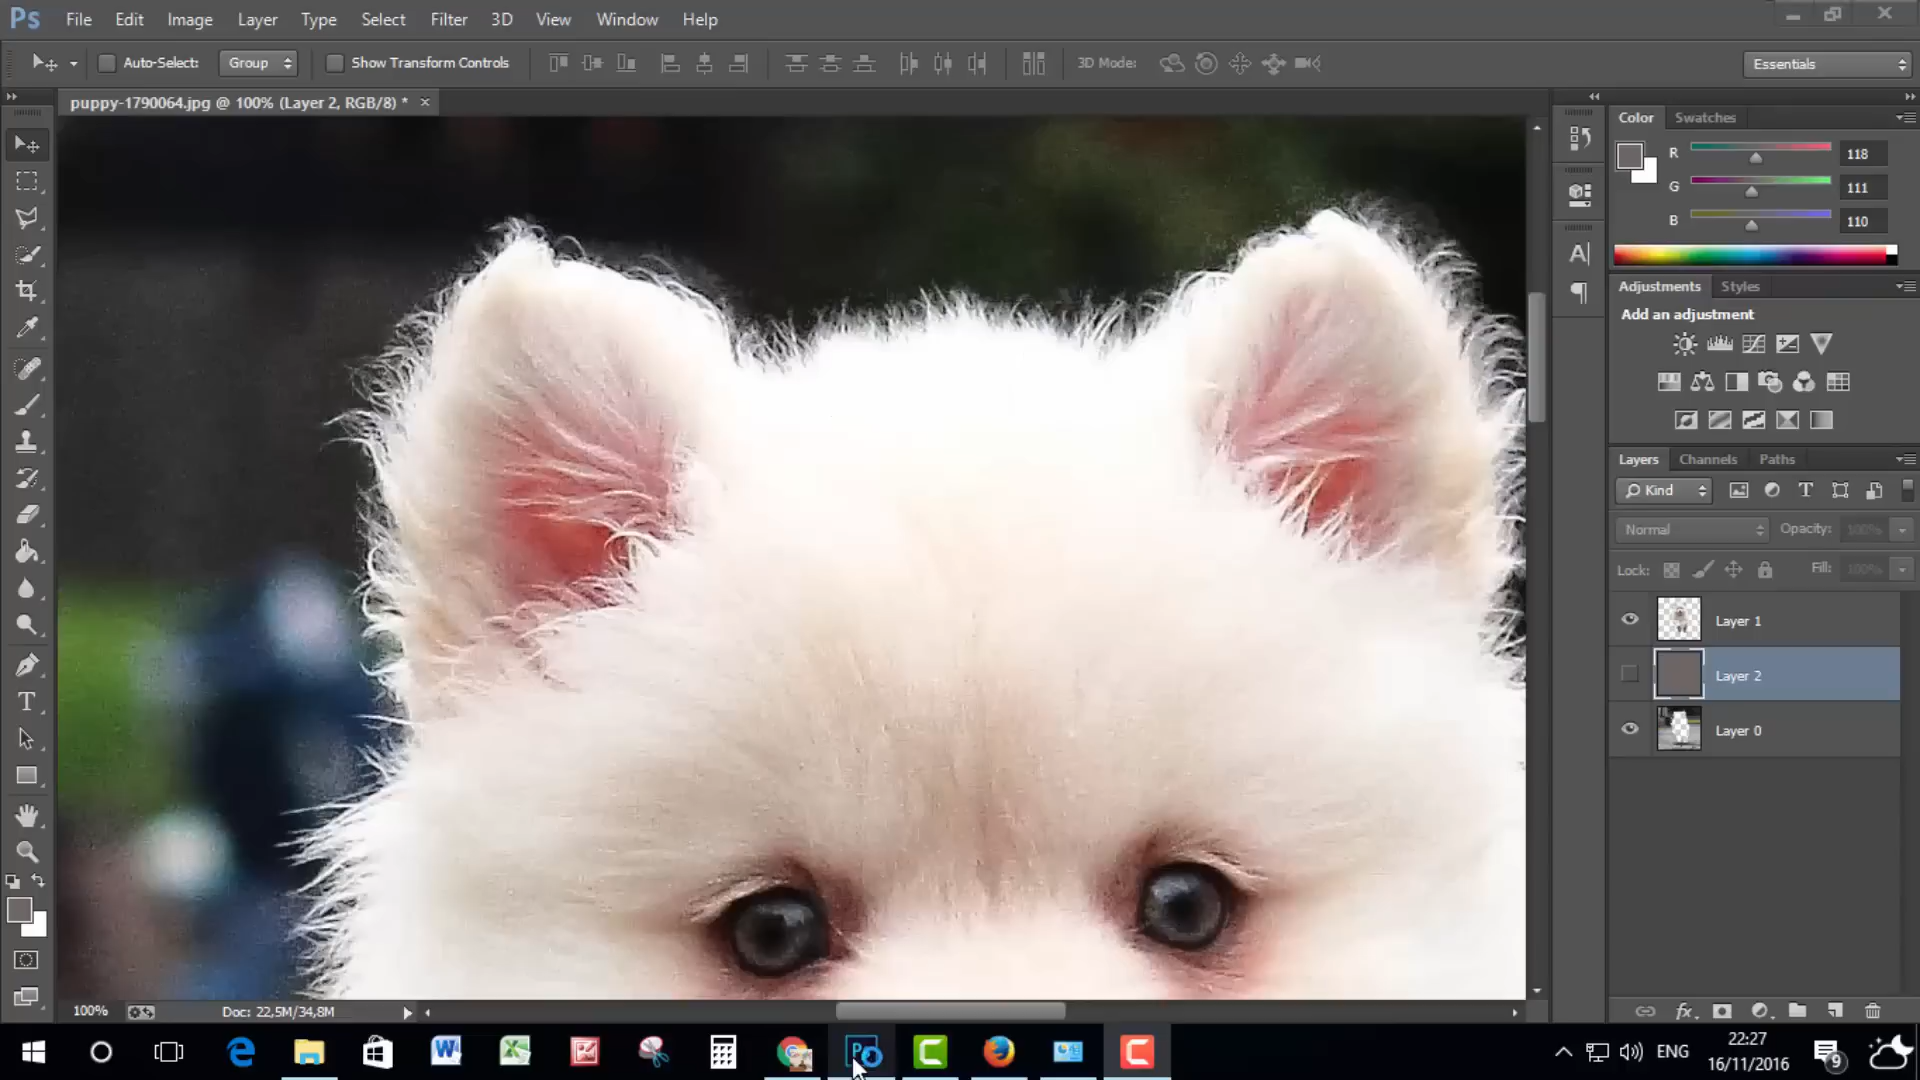 Ps File Edit Image Layer Type Select Filter 3D View Window Help
Auto-Select: Group Show Transform Controls 3D Mode: Essentials
puppy-1790064.jpg @ 100% (Layer 2, RGB/8) * ×
Color Swatches
R 118
G 111
B 110
Adjustments Styles
Add an adjustment
Layers Channels Paths
Kind
Normal Opacity: 100%
Lock: Fill: 100%
Layer 1
Layer 2
Layer 0
100% Doc: 22,5M/34,8M
ENG 22:27
16/11/2016 9